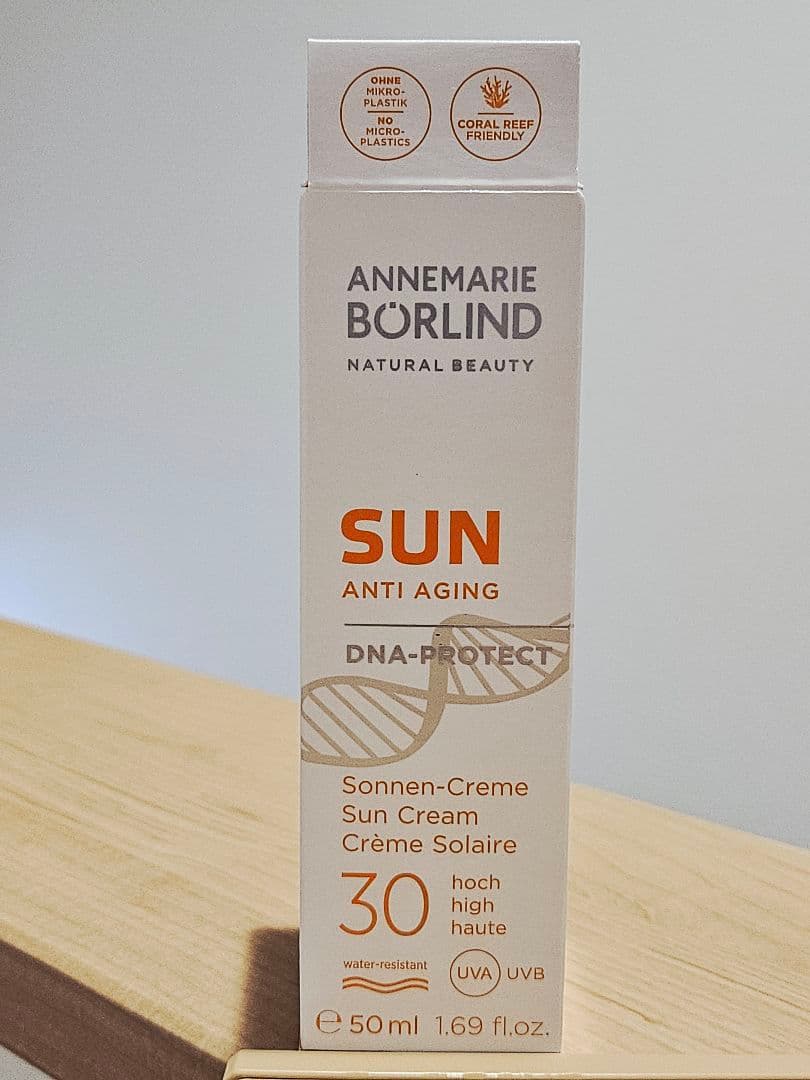 OHNE
MIKRO-
PLASTIK
NO
MICRO-
PLASTICS
CORAL REEF
FRIENDLY
ANNEMARIE
BÖRLIND
NATURAL BEAUTY
SUN
ANTI AGING
DNA-PROTECT
Sonnen-Creme
Sun Cream
Crème Solaire
30
hoch
high
haute
water-resistant
UVA UVB
℮ 50 ml 1.69 fl.oz.